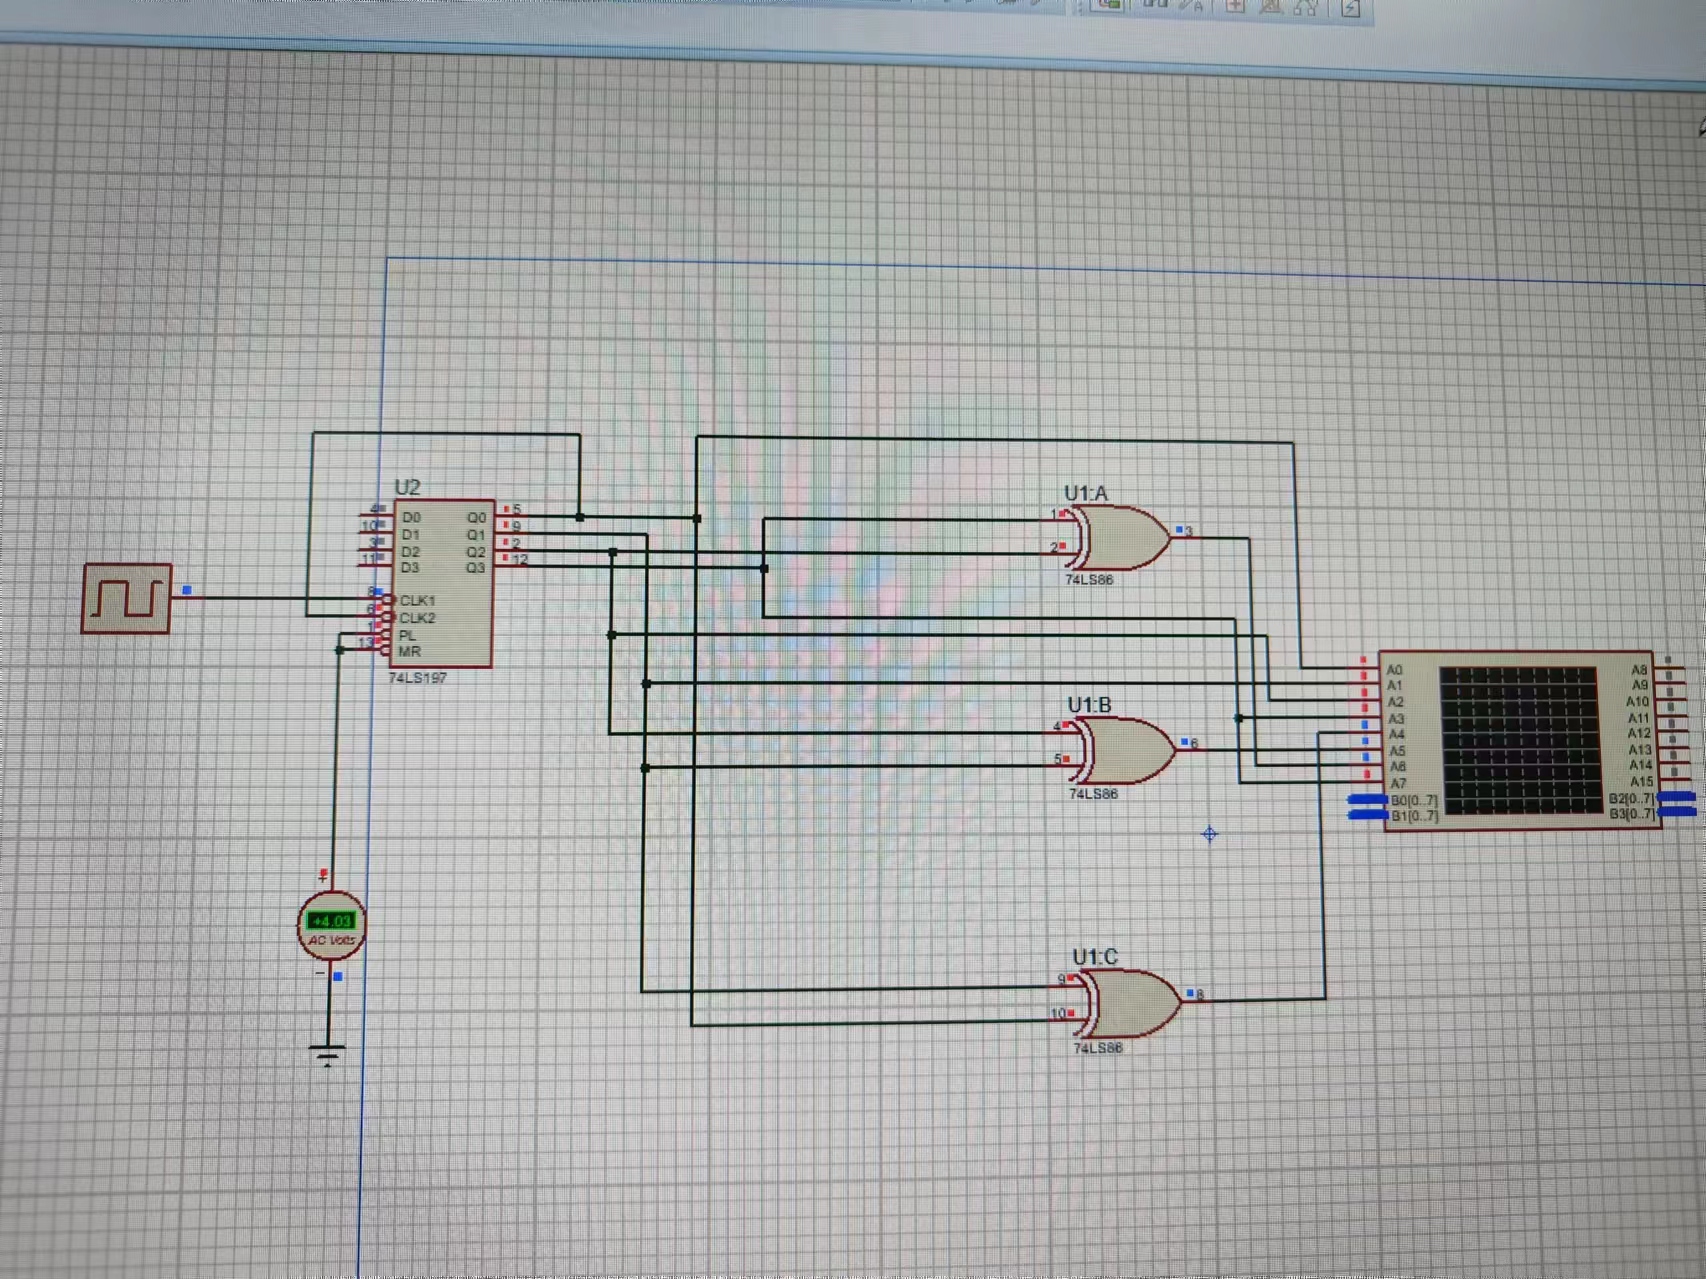 U2
4 D0 Q0 5
10 D1 Q1 9
3 D2 Q2 2
11 D3 Q3 12
8 CLK1
6 CLK2
1 PL
13 MR
74LS197
+4.03
AC Volts
+
−
U1:A
1
2
3
74LS86
U1:B
4
5
6
74LS86
U1:C
9
10
8
74LS86
A0 A8
A1 A9
A2 A10
A3 A11
A4 A12
A5 A13
A6 A14
A7 A15
B0[0..7] B2[0..7]
B1[0..7] B3[0..7]